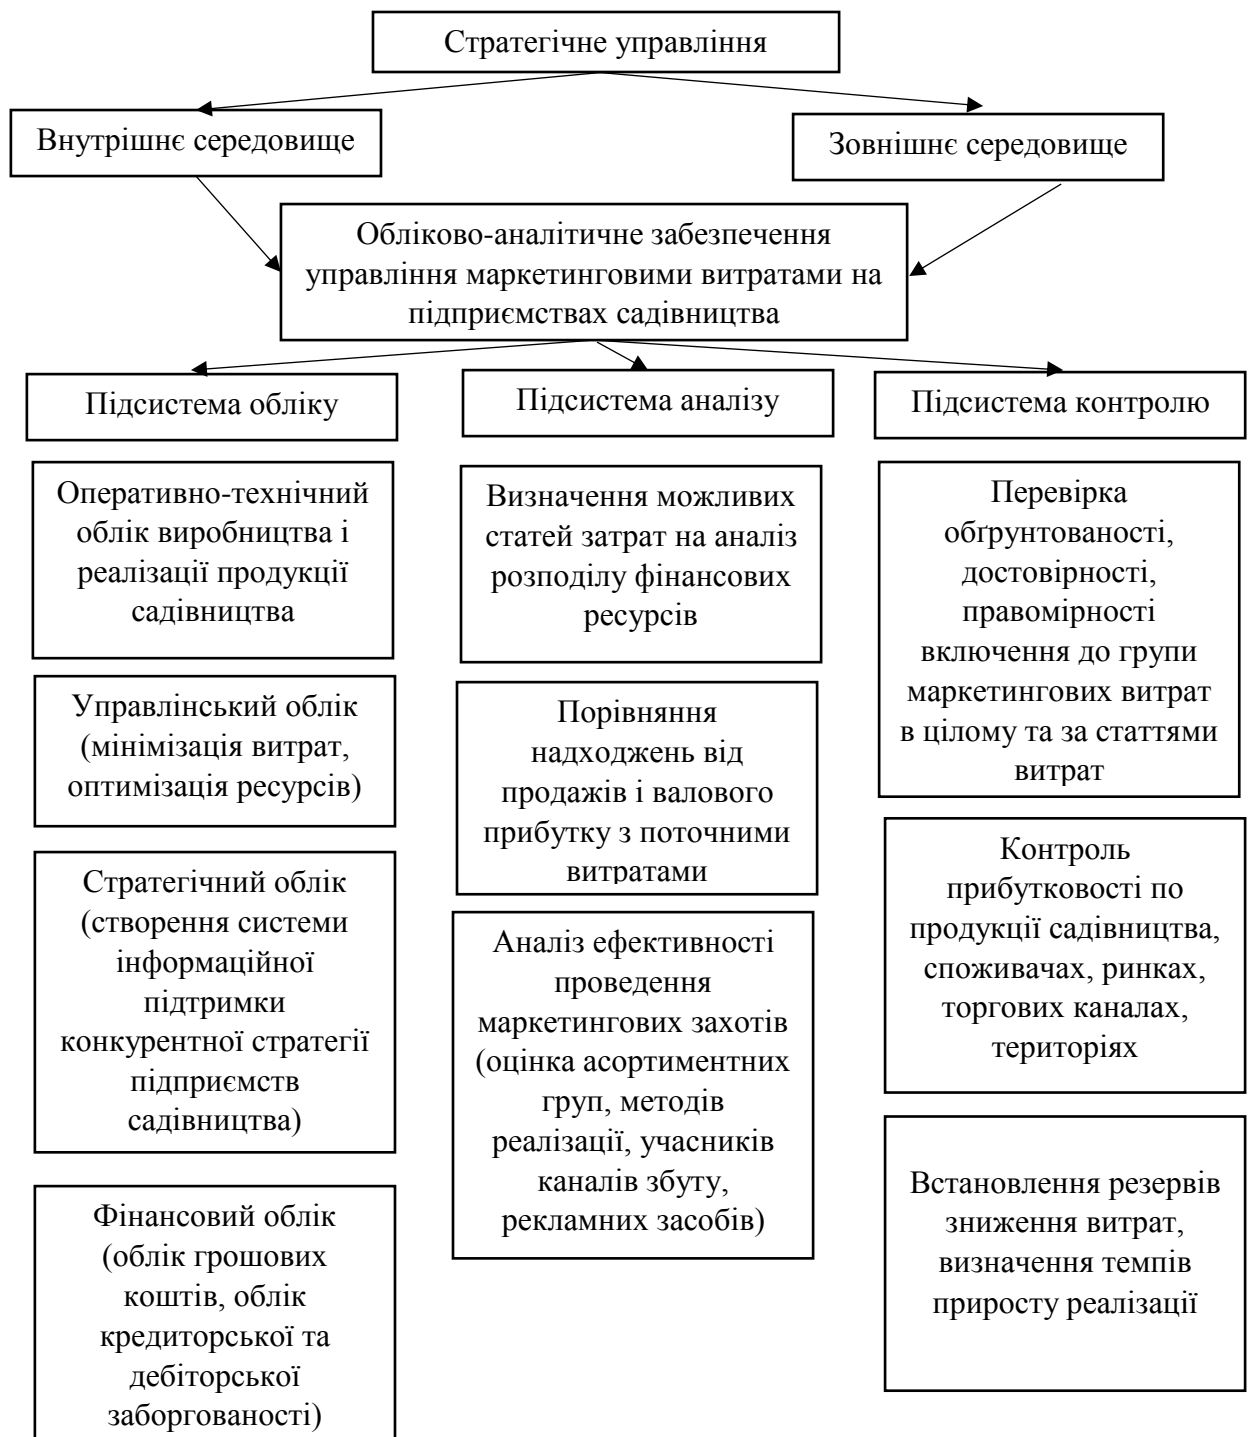 Стратегічне управління
Внутрішнє середовище
Зовнішнє середовище
Обліково-аналітичне забезпечення
управління маркетинговими витратами на
підприємствах садівництва
Підсистема обліку
Підсистема аналізу
Підсистема контролю
Оперативно-технічний
облік виробництва і
реалізації продукції
садівництва
Управлінський облік
(мінімізація витрат,
оптимізація ресурсів)
Стратегічний облік
(створення системи
інформаційної
підтримки
конкурентної стратегії
підприємств
садівництва)
Фінансовий облік
(облік грошових
коштів, облік
кредиторської та
дебіторської
заборгованості)
Визначення можливих
статей затрат на аналіз
розподілу фінансових
ресурсів
Порівняння
надходжень від
продажів і валового
прибутку з поточними
витратами
Аналіз ефективності
проведення
маркетингових захотів
(оцінка асортиментних
груп, методів
реалізації, учасників
каналів збуту,
рекламних засобів)
Перевірка
обґрунтованості,
достовірності,
правомірності
включення до групи
маркетингових витрат
в цілому та за статтями
витрат
Контроль
прибутковості по
продукції садівництва,
споживачах, ринках,
торгових каналах,
територіях
Встановлення резервів
зниження витрат,
визначення темпів
приросту реалізації